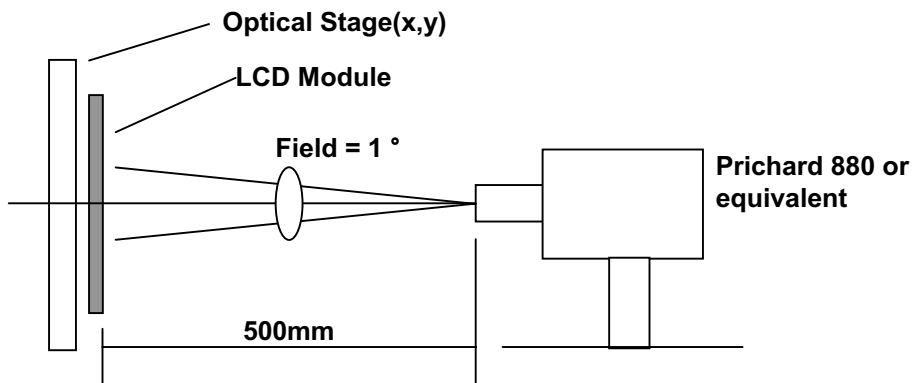 Optical Stage(x,y)
LCD Module
Field = 1 °
Prichard 880 or
equivalent
500mm